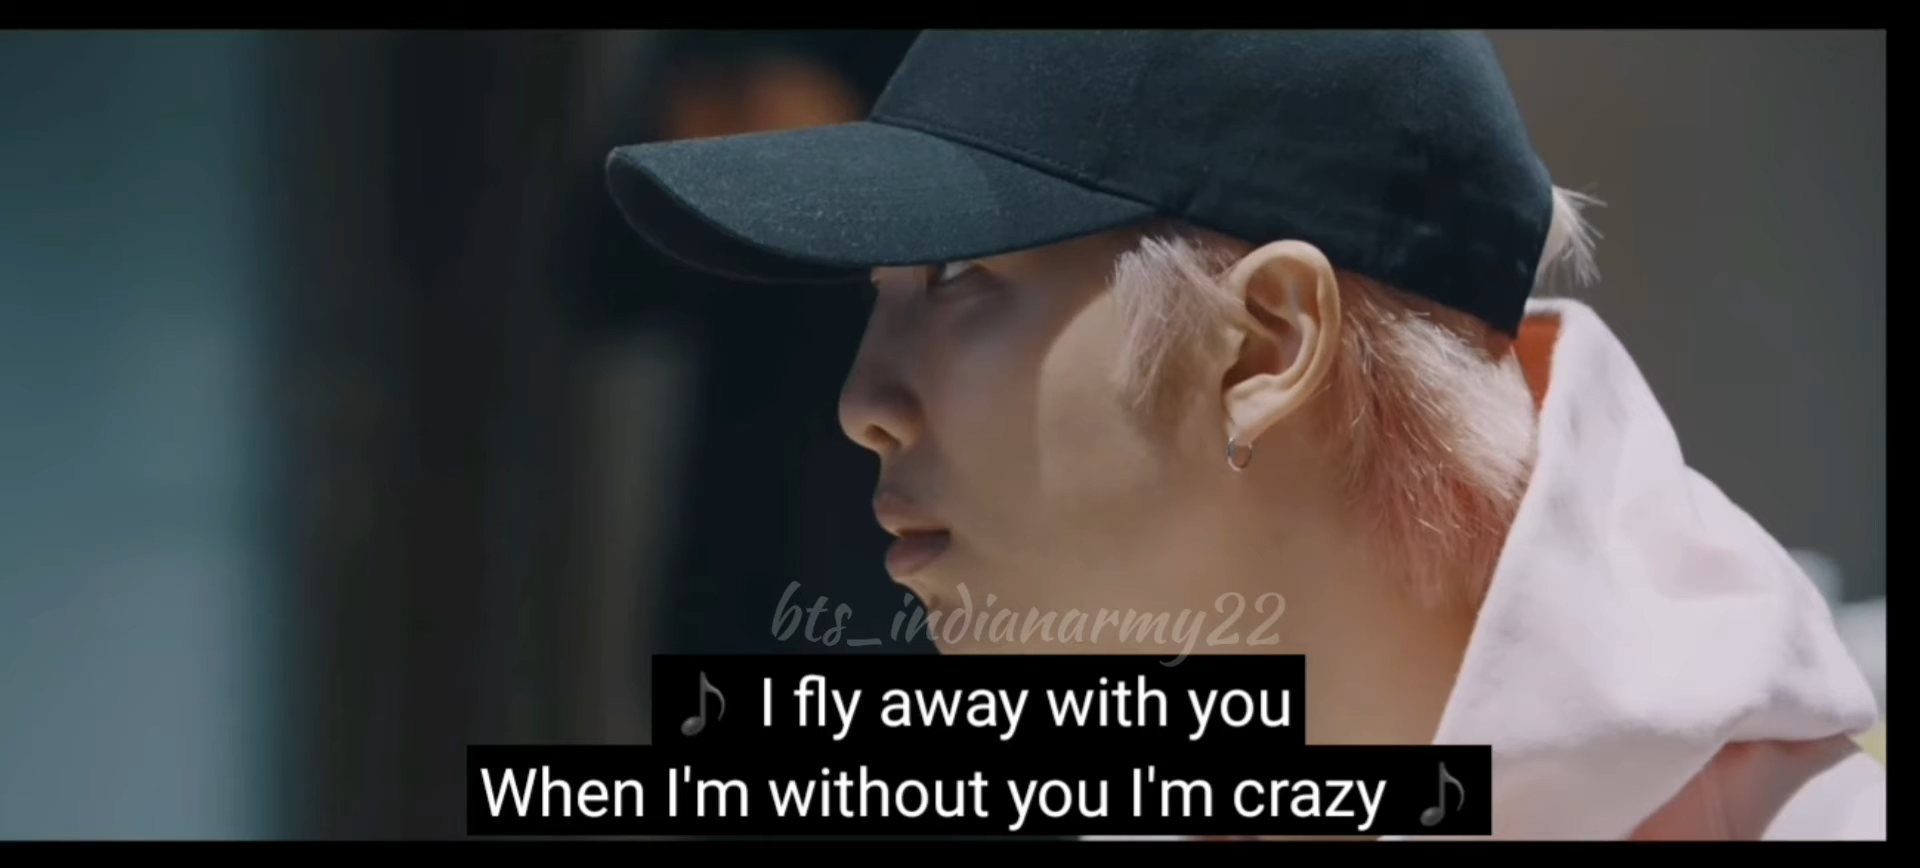 bts_indianarmy22
♪ I fly away with you
When I'm without you I'm crazy ♪